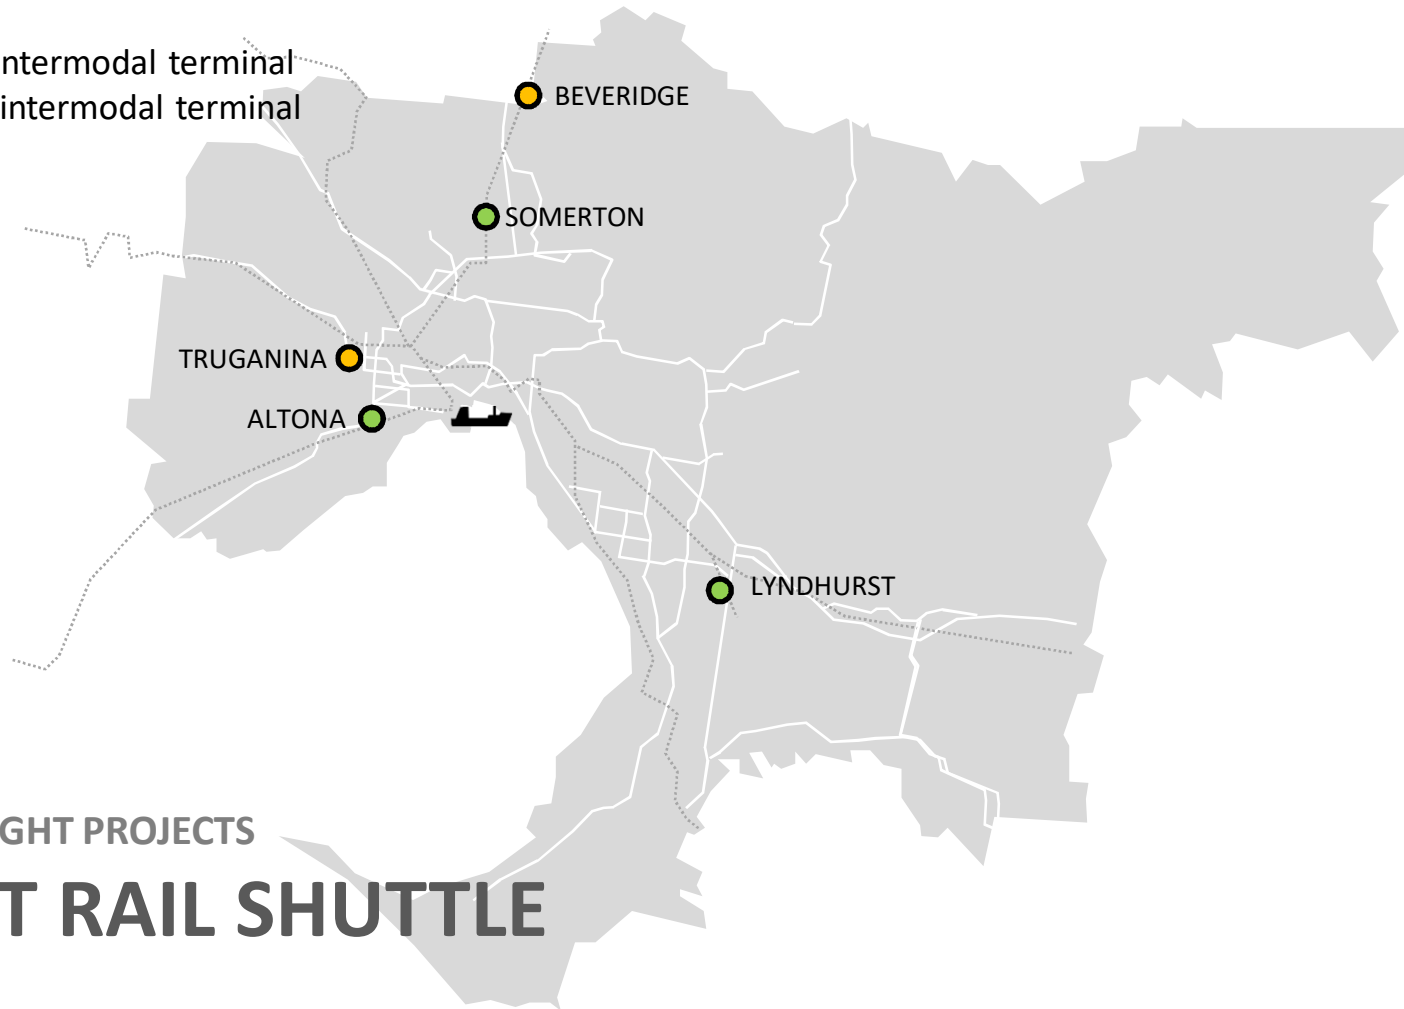 ntermodal terminal
intermodal terminal
BEVERIDGE
SOMERTON
TRUGANINA
ALTONA
LYNDHURST
GHT PROJECTS
T RAIL SHUTTLE